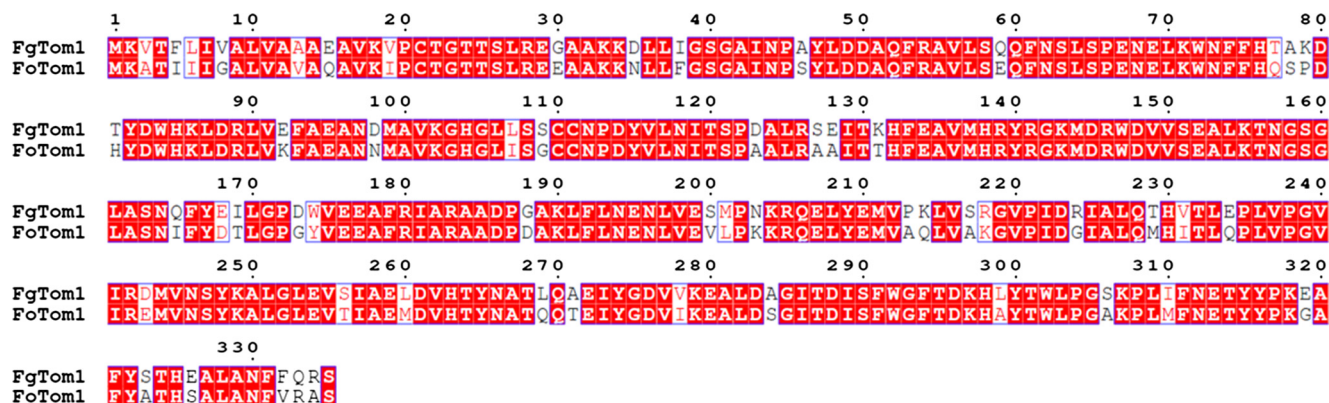 1 10 20 30 40 50 60 70 80
FgTom1 MKVTFLIVALVAAAEAVKVPCTGTTSLREGAAKKDLLIGSGAINPAYLDDAQFRAVLSQQFNSLSPENELKWNFFHTAKD
FoTom1 MKATIIIGALVAVAQAVKIPCTGTTSLREEAAKKNLLFGSGAINPSYLDDAQFRAVLSEQFNSLSPENELKWNFFHQSPD
90 100 110 120 130 140 150 160
FgTom1 TYDWHKLDRLVEFAEANDMAVKGHGLLSSCCNPDYVLNITSPDALRSEITKHFEAVMHRYRGKMDRWDVVSEALKTNGSG
FoTom1 HYDWHKLDRLVKFAEANNMAVKGHGLISGCCNPDYVLNITSPAALRAAITTHFEAVMHRYRGKMDRWDVVSEALKTNGSG
170 180 190 200 210 220 230 240
FgTom1 LASNQFYEILGPDWVEEAFRIARAADPGAKLFLNENLVESMPNKRQELYEMVPKLVSRGVPIDRIALQTHVTLEPLVPGV
FoTom1 LASNIFYDTLGPGYVEEAFRIARAADPDAKLFLNENLVEVLPKKRQELYEMVAQLVAKGVPIDGIALQMHITLQPLVPGV
250 260 270 280 290 300 310 320
FgTom1 IRDMVNSYKALGLEVSIAELDVHTYNATLQAEIYGDVVKEALDAGITDISFWGFTDKHLYTWLPGSKPLIFNETYYPKEA
FoTom1 IREMVNSYKALGLEVTIAEMDVHTYNATQQTEIYGDVIKEALDSGITDISFWGFTDKHAYTWLPGAKPLMFNETYYPKGA
330
FgTom1 FYSTHEALANFFQRS
FoTom1 FYATHSALANFVRAS